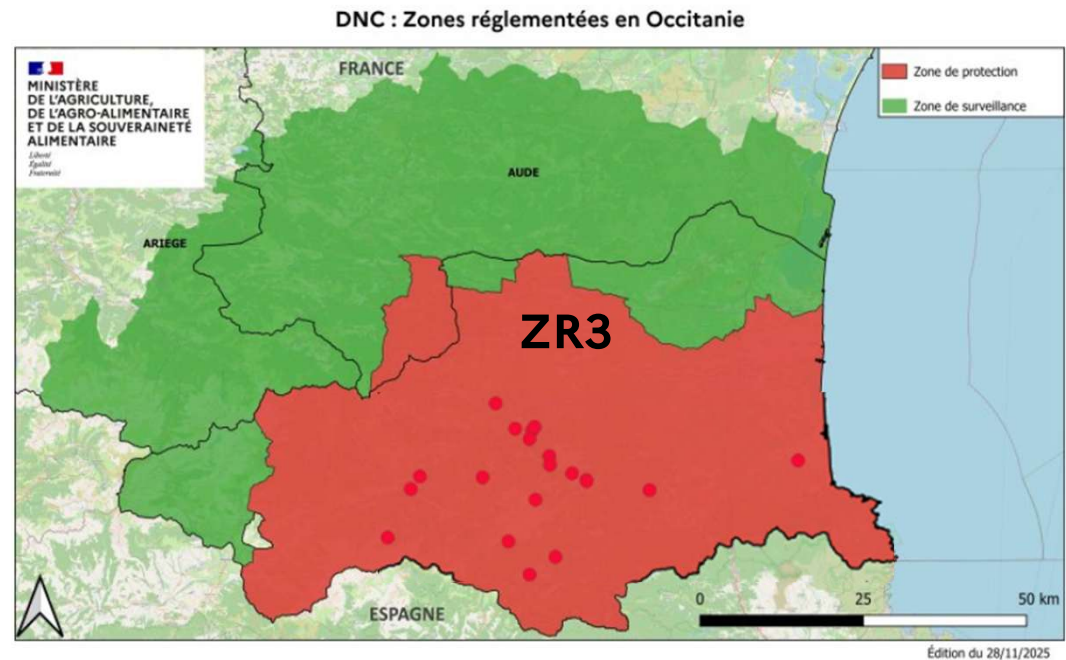 DNC : Zones réglementées en Occitanie
MINISTÈRE
DE L'AGRICULTURE,
DE L'AGRO-ALIMENTAIRE
ET DE LA SOUVERAINETÉ
ALIMENTAIRE
Liberté
Égalité
Fraternité
FRANCE
Zone de protection
Zone de surveillance
AUDE
ARIEGE
ZR3
ESPAGNE
0 25 50 km
Édition du 28/11/2025